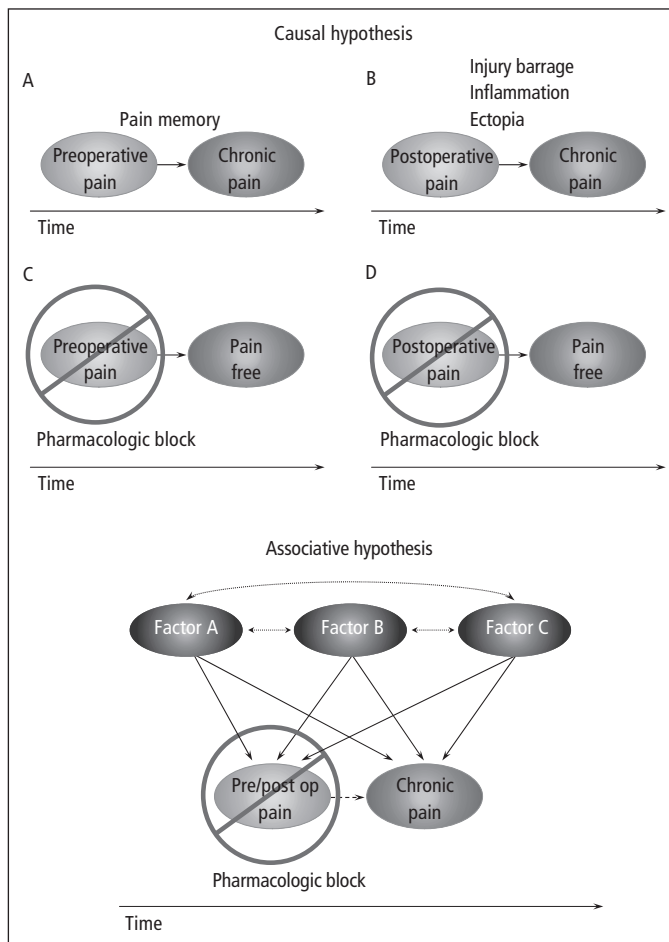 Causal hypothesis
A
Pain memory
Preoperative
pain
Chronic
pain
Time
B
Injury barrage
Inflammation
Ectopia
Postoperative
pain
Chronic
pain
Time
C
Preoperative
pain
Pain
free
Pharmacologic block
Time
D
Postoperative
pain
Pain
free
Pharmacologic block
Time
Associative hypothesis
Factor A
Factor B
Factor C
Pre/post op
pain
Chronic
pain
Pharmacologic block
Time